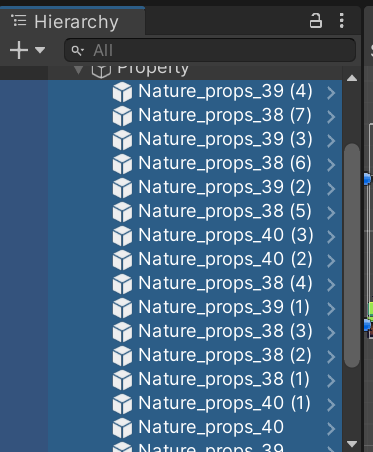 Hierarchy
All
Property
Nature_props_39 (4)
Nature_props_38 (7)
Nature_props_39 (3)
Nature_props_38 (6)
Nature_props_39 (2)
Nature_props_38 (5)
Nature_props_40 (3)
Nature_props_40 (2)
Nature_props_38 (4)
Nature_props_39 (1)
Nature_props_38 (3)
Nature_props_38 (2)
Nature_props_38 (1)
Nature_props_40 (1)
Nature_props_40
Nature_props_39